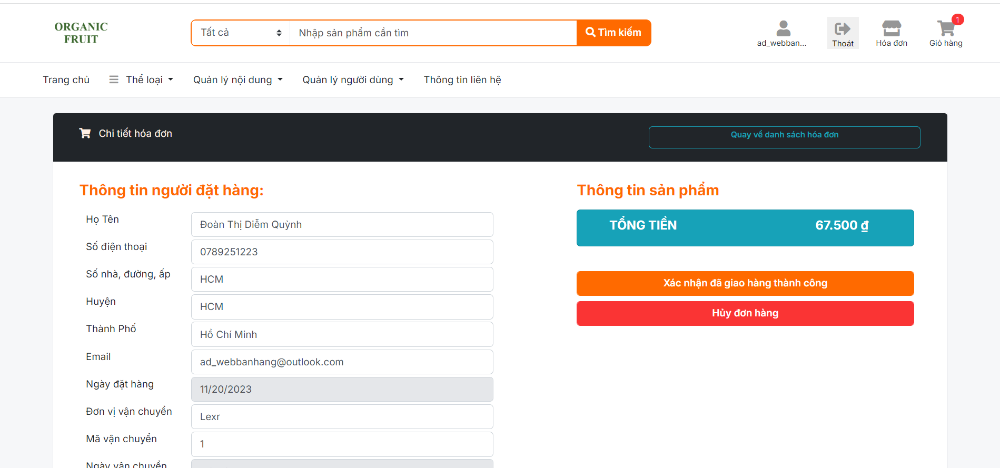 ORGANIC
FRUIT
Tất cả
Nhập sản phẩm cần tìm
Tìm kiếm
ad_webban...
Thoát
Hóa đơn
1
Giỏ hàng
Trang chủ
Thể loại
Quản lý nội dung
Quản lý người dùng
Thông tin liên hệ
Chi tiết hóa đơn
Quay về danh sách hóa đơn
Thông tin người đặt hàng:
Họ Tên
Đoàn Thị Diễm Quỳnh
Số điện thoại
0789251223
Số nhà, đường, ấp
HCM
Huyện
HCM
Thành Phố
Hồ Chí Minh
Email
ad_webbanhang@outlook.com
Ngày đặt hàng
11/20/2023
Đơn vị vận chuyển
Lexr
Mã vận chuyển
1
Ngày vận chuyển
Thông tin sản phẩm
TỔNG TIỀN
67.500 ₫
Xác nhận đã giao hàng thành công
Hủy đơn hàng